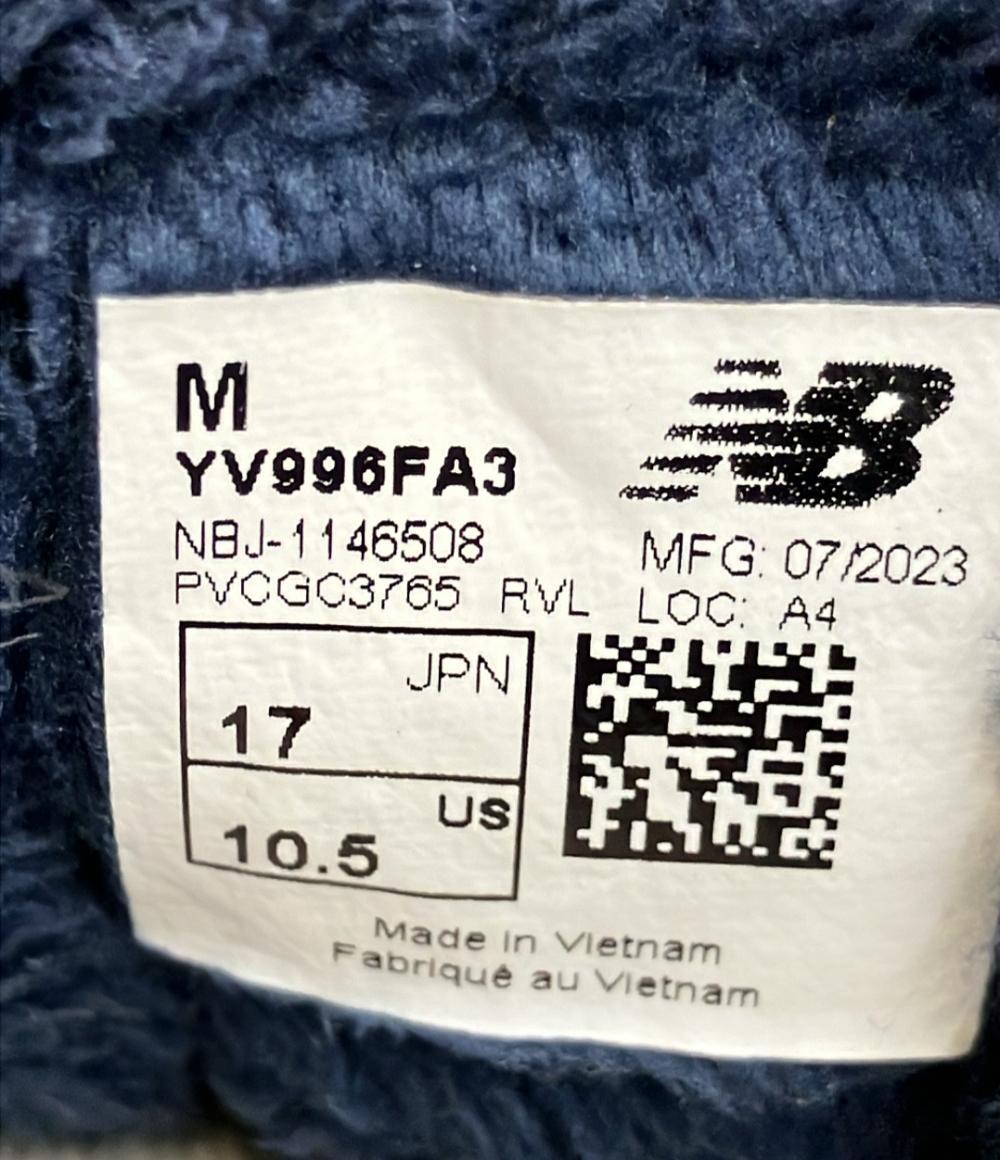 M
YV996FA3
NB
NBJ-1146508
MFG: 07/2023
PVCGC3765 RVL LOC: A4
JPN
17
US
10.5
Made in Vietnam
Fabriqué au Vietnam